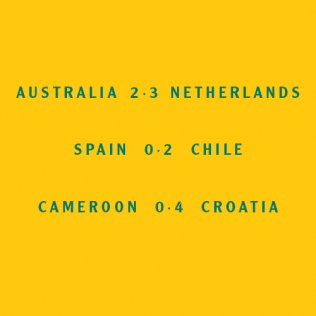 AUSTRALIA 2·3 NETHERLANDS
SPAIN 0·2 CHILE
CAMEROON 0·4 CROATIA